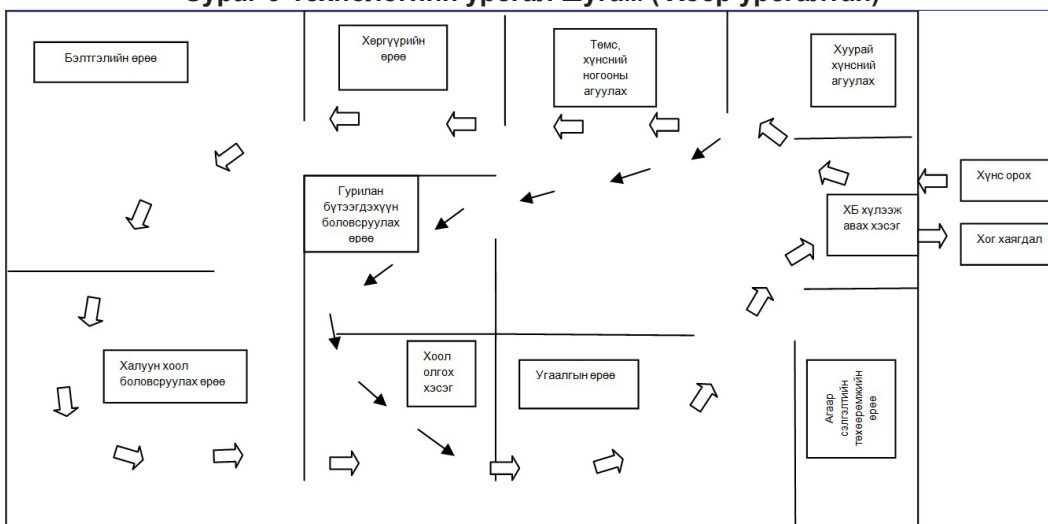 Бэлтгэлийн өрөө
Хөргүүрийн
өрөө
Төмс,
хүнсний
ногооны
агуулах
Хуурай
хүнсний
агуулах
Гурилан
бүтээгдэхүүн
боловсруулах
өрөө
ХБ хүлээж
авах хэсэг
Хүнс орох
Хог хаягдал
Халуун хоол
боловсруулах өрөө
Хоол
олгох
хэсэг
Угаалгын өрөө
Агаар
сэлгэлтийн
төхөөрөмжийн
өрөө